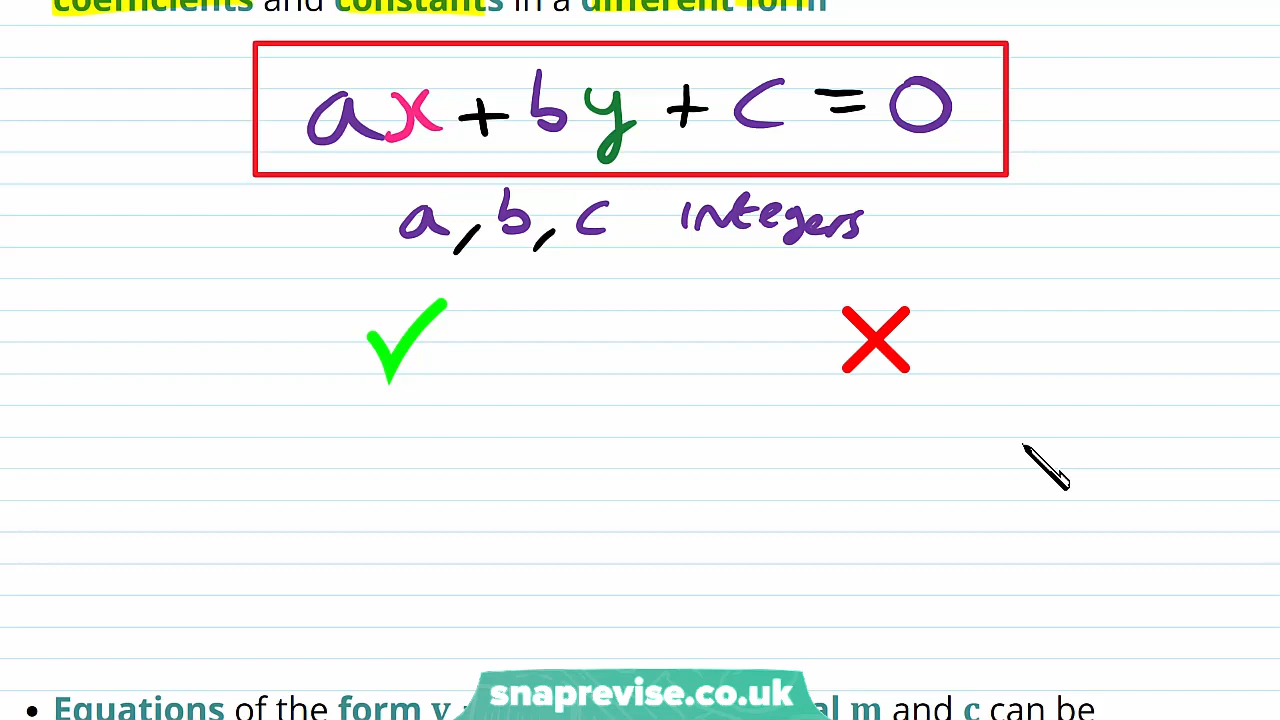 coefficients and constants in a different form
ax + by + c = 0
a, b, c integers
Equations of the form y
al m and c can be
snaprevise.co.uk